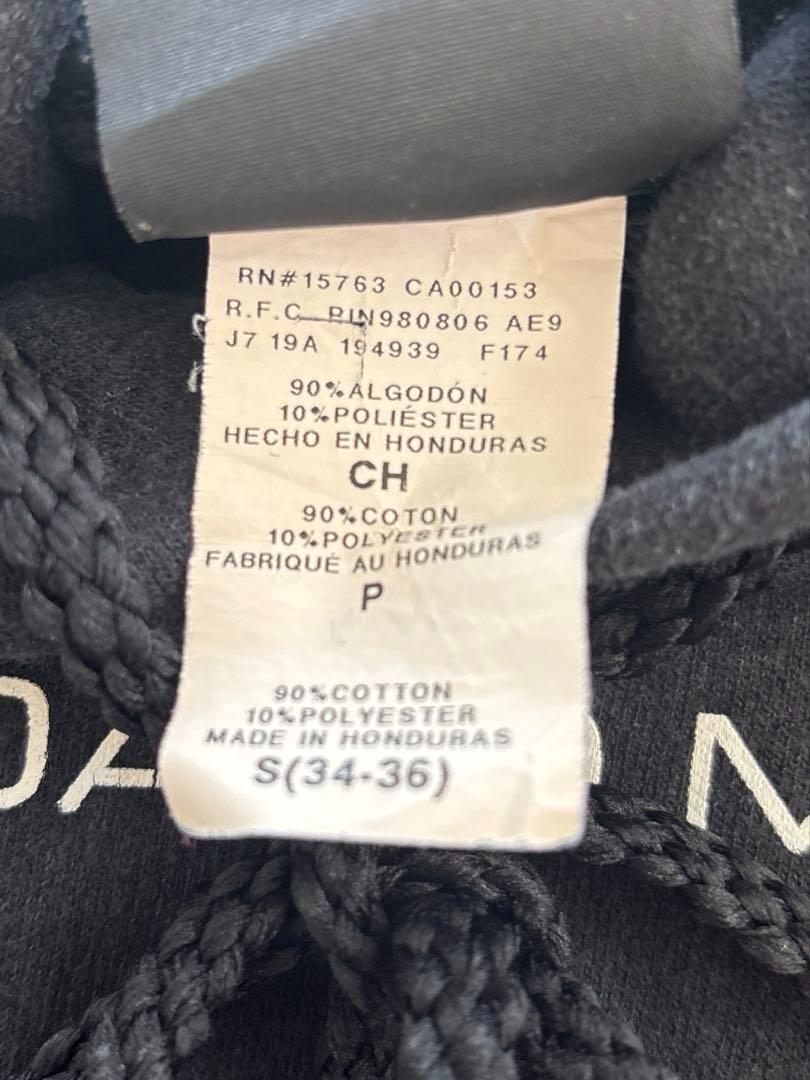 RN#15763 CA00153
R.F.C. PIN980806 AE9
J7 19A 194939 F174
90%ALGODÓN
10%POLIÉSTER
HECHO EN HONDURAS
CH
90%COTON
10%POLYESTER
FABRIQUÉ AU HONDURAS
P
90%COTTON
10%POLYESTER
MADE IN HONDURAS
S(34-36)